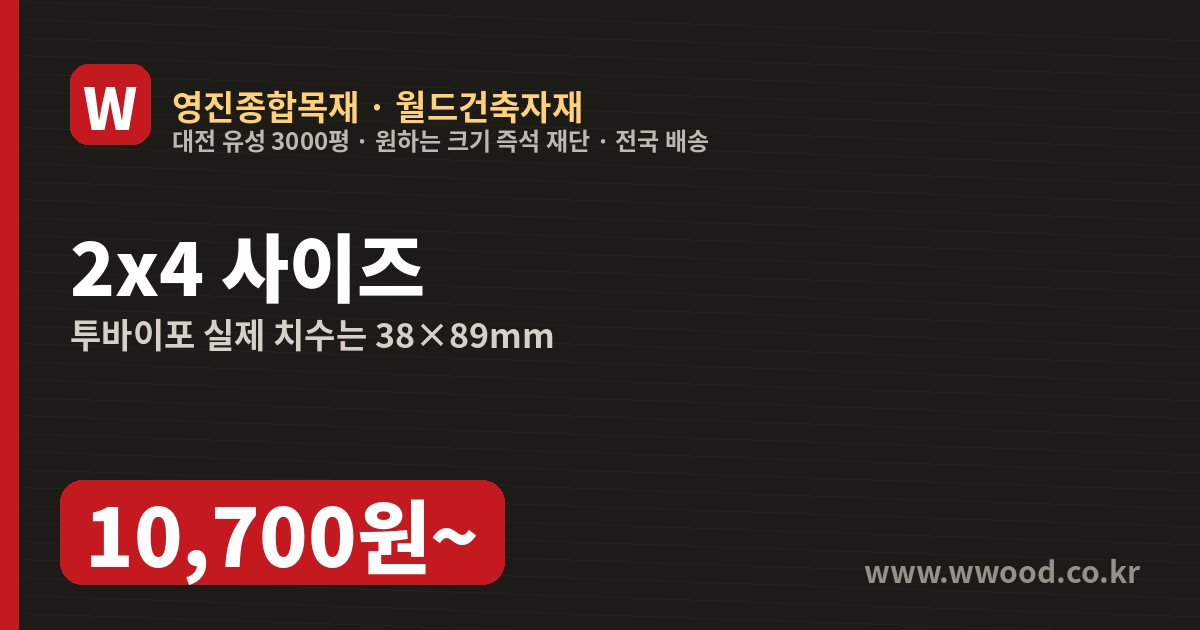 W
영진종합목재 · 월드건축자재
대전 유성 3000평 · 원하는 크기 즉석 재단 · 전국 배송
2x4 사이즈
투바이포 실제 치수는 38×89mm
10,700원~
www.wwood.co.kr